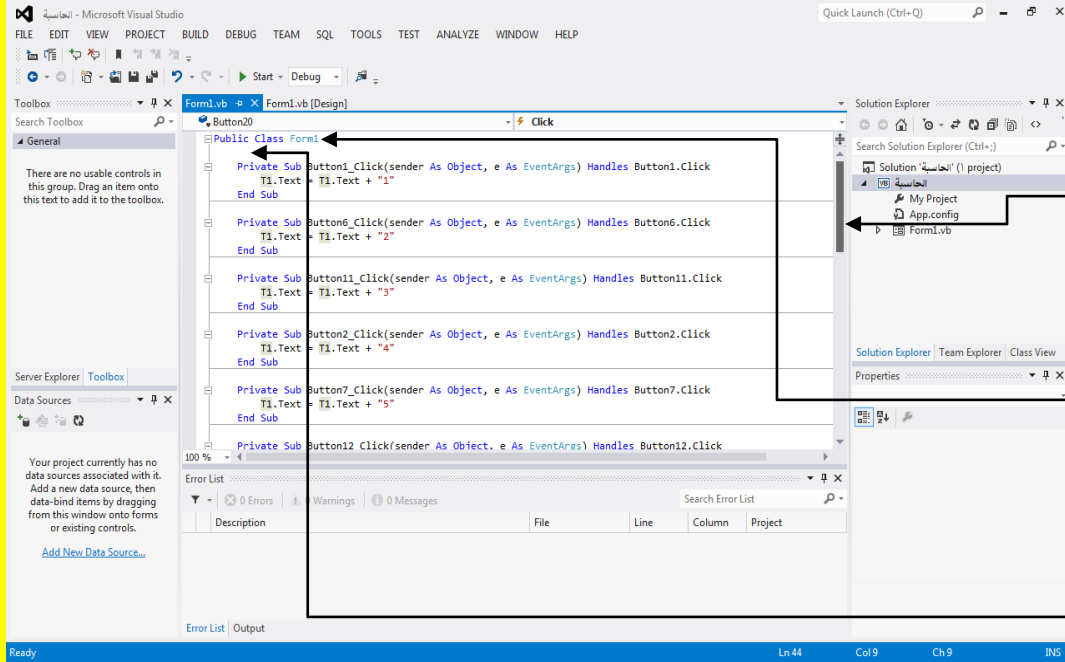 الحاسبة - Microsoft Visual Studio
Quick Launch (Ctrl+Q)
FILE EDIT VIEW PROJECT BUILD DEBUG TEAM SQL TOOLS TEST ANALYZE WINDOW HELP
Start Debug
Toolbox
Search Toolbox
General
There are no usable controls in
this group. Drag an item onto
this text to add it to the toolbox.
Server Explorer Toolbox
Data Sources
Your project currently has no
data sources associated with it.
Add a new data source, then
data-bind items by dragging
from this window onto forms
or existing controls.
Add New Data Source...
Form1.vb Form1.vb [Design]
Button20 Click
Public Class Form1
Private Sub Button1_Click(sender As Object, e As EventArgs) Handles Button1.Click
T1.Text = T1.Text + "1"
End Sub
Private Sub Button6_Click(sender As Object, e As EventArgs) Handles Button6.Click
T1.Text = T1.Text + "2"
End Sub
Private Sub Button11_Click(sender As Object, e As EventArgs) Handles Button11.Click
T1.Text = T1.Text + "3"
End Sub
Private Sub Button2_Click(sender As Object, e As EventArgs) Handles Button2.Click
T1.Text = T1.Text + "4"
End Sub
Private Sub Button7_Click(sender As Object, e As EventArgs) Handles Button7.Click
T1.Text = T1.Text + "5"
End Sub
Private Sub Button12_Click(sender As Object, e As EventArgs) Handles Button12.Click
100 %
Error List
0 Errors 0 Warnings 0 Messages
Search Error List
Description File Line Column Project
Error List Output
Solution Explorer
Search Solution Explorer (Ctrl+;)
Solution 'الحاسبة' (١ project)
VB الحاسبة
My Project
App.config
Form1.vb
Solution Explorer Team Explorer Class View
Properties
Ready Ln 44 Col 9 Ch 9 INS